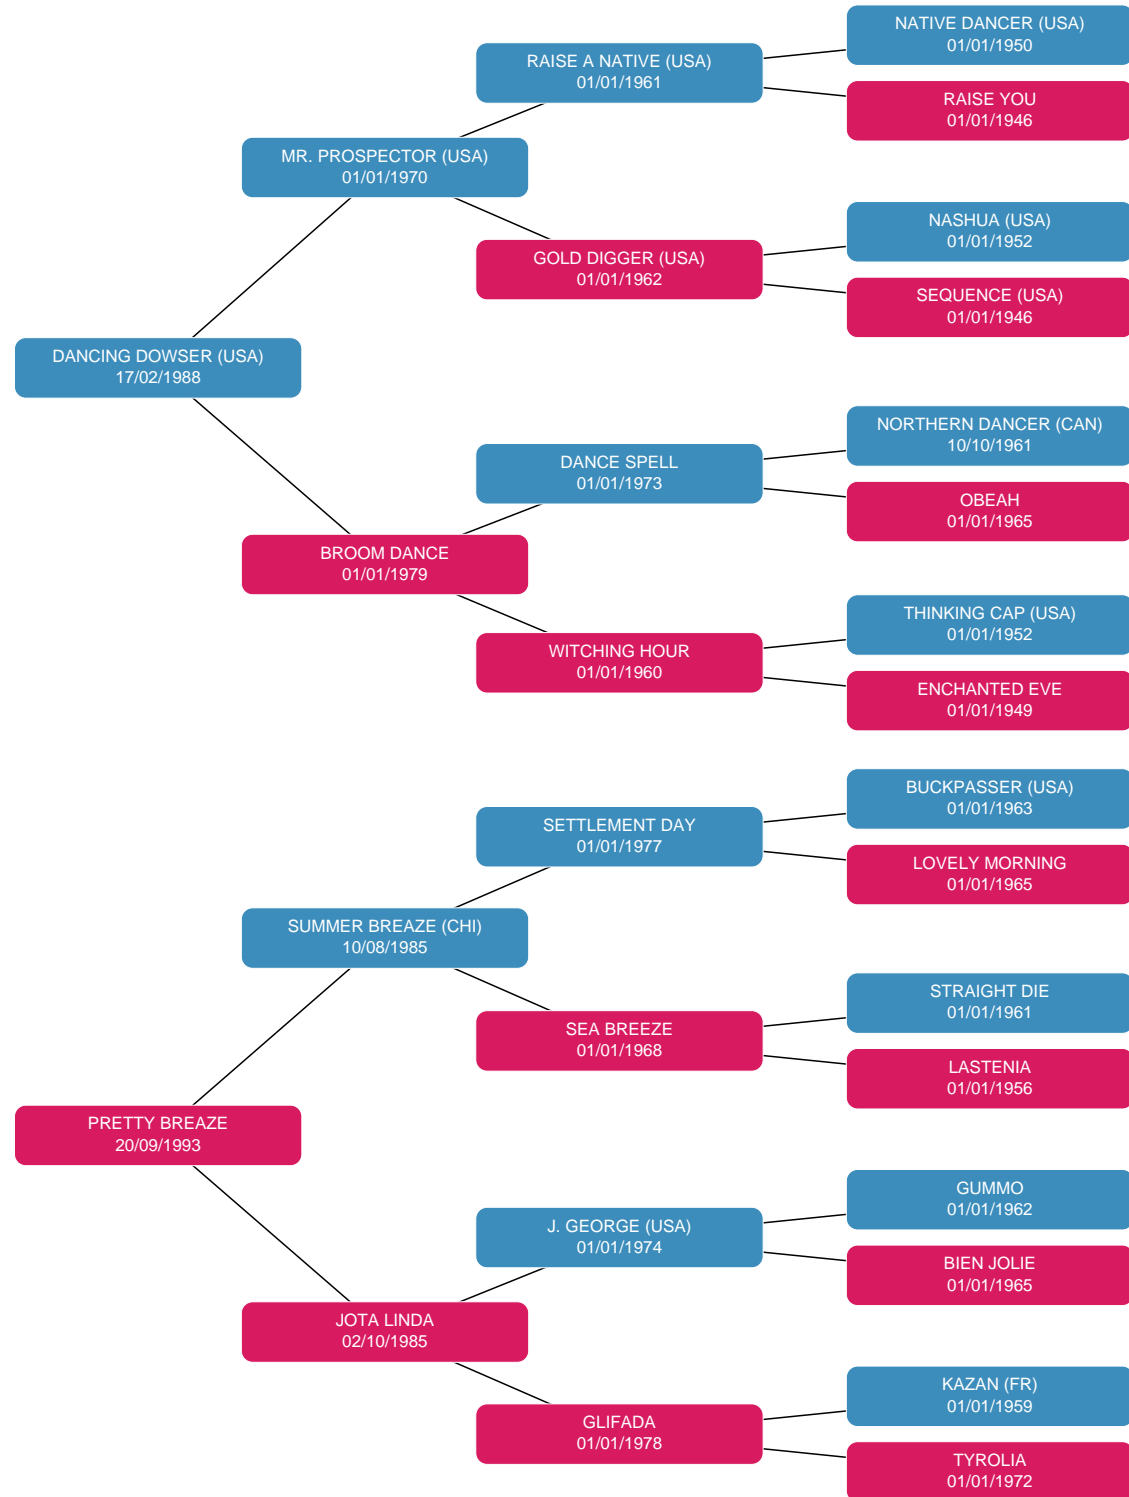 NATIVE DANCER (USA)
01/01/1950
RAISE A NATIVE (USA)
01/01/1961
RAISE YOU
01/01/1946
MR. PROSPECTOR (USA)
01/01/1970
NASHUA (USA)
01/01/1952
GOLD DIGGER (USA)
01/01/1962
SEQUENCE (USA)
01/01/1946
DANCING DOWSER (USA)
17/02/1988
NORTHERN DANCER (CAN)
10/10/1961
DANCE SPELL
01/01/1973
OBEAH
01/01/1965
BROOM DANCE
01/01/1979
THINKING CAP (USA)
01/01/1952
WITCHING HOUR
01/01/1960
ENCHANTED EVE
01/01/1949
BUCKPASSER (USA)
01/01/1963
SETTLEMENT DAY
01/01/1977
LOVELY MORNING
01/01/1965
SUMMER BREAZE (CHI)
10/08/1985
STRAIGHT DIE
01/01/1961
SEA BREEZE
01/01/1968
LASTENIA
01/01/1956
PRETTY BREAZE
20/09/1993
GUMMO
01/01/1962
J. GEORGE (USA)
01/01/1974
BIEN JOLIE
01/01/1965
JOTA LINDA
02/10/1985
KAZAN (FR)
01/01/1959
GLIFADA
01/01/1978
TYROLIA
01/01/1972